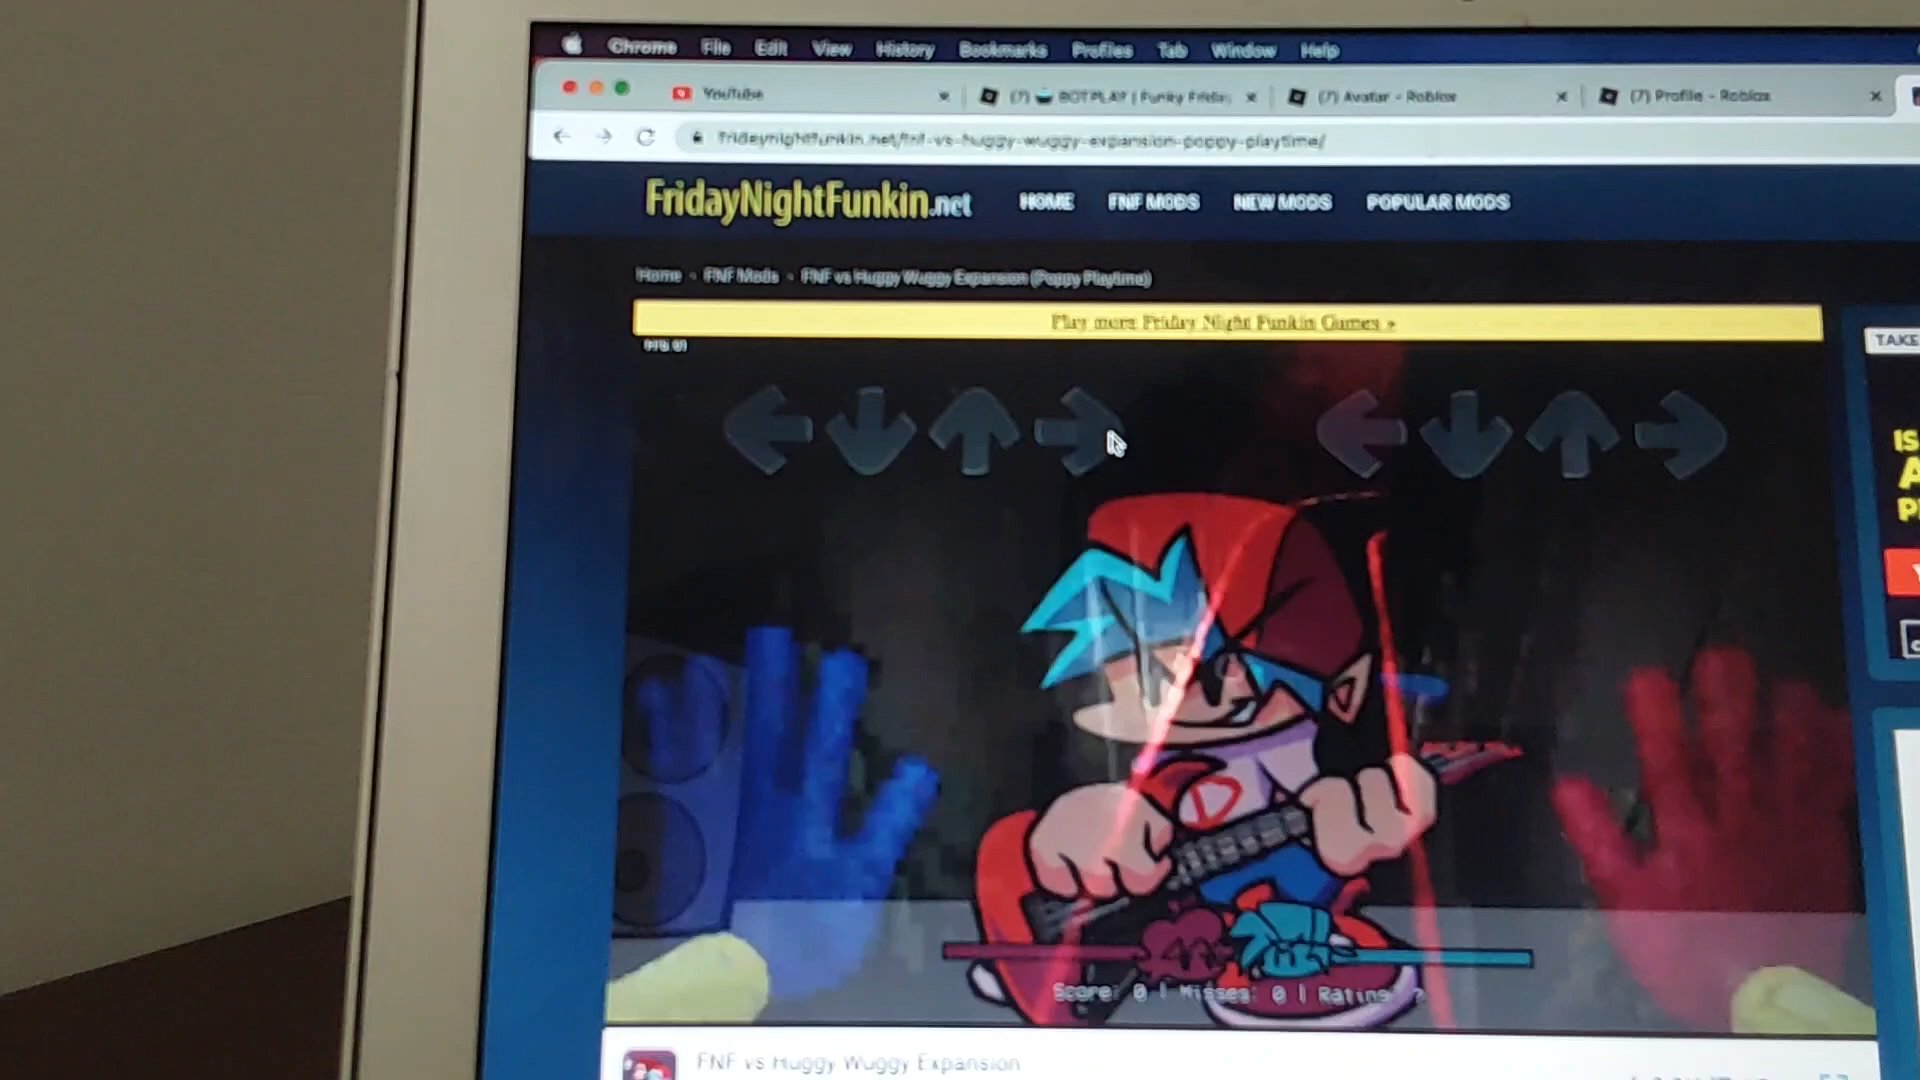 Chrome File Edit View History Bookmarks Profiles Tab Window Help
YouTube (7) BOTPLAY | Funky Friday (7) Avatar - Roblox (7) Profile - Roblox
fridaynightfunkin.net/fnf-vs-huggy-wuggy-expansion-poppy-playtime/
FridayNightFunkin.net HOME FNF MODS NEW MODS POPULAR MODS
Home - FNF Mods - FNF vs Huggy Wuggy Expansion (Poppy Playtime)
Play more Friday Night Funkin Games »
TAKE
IS
A
Score: 0 | Misses: 0 | Rating: ?
FNF vs Huggy Wuggy Expansion